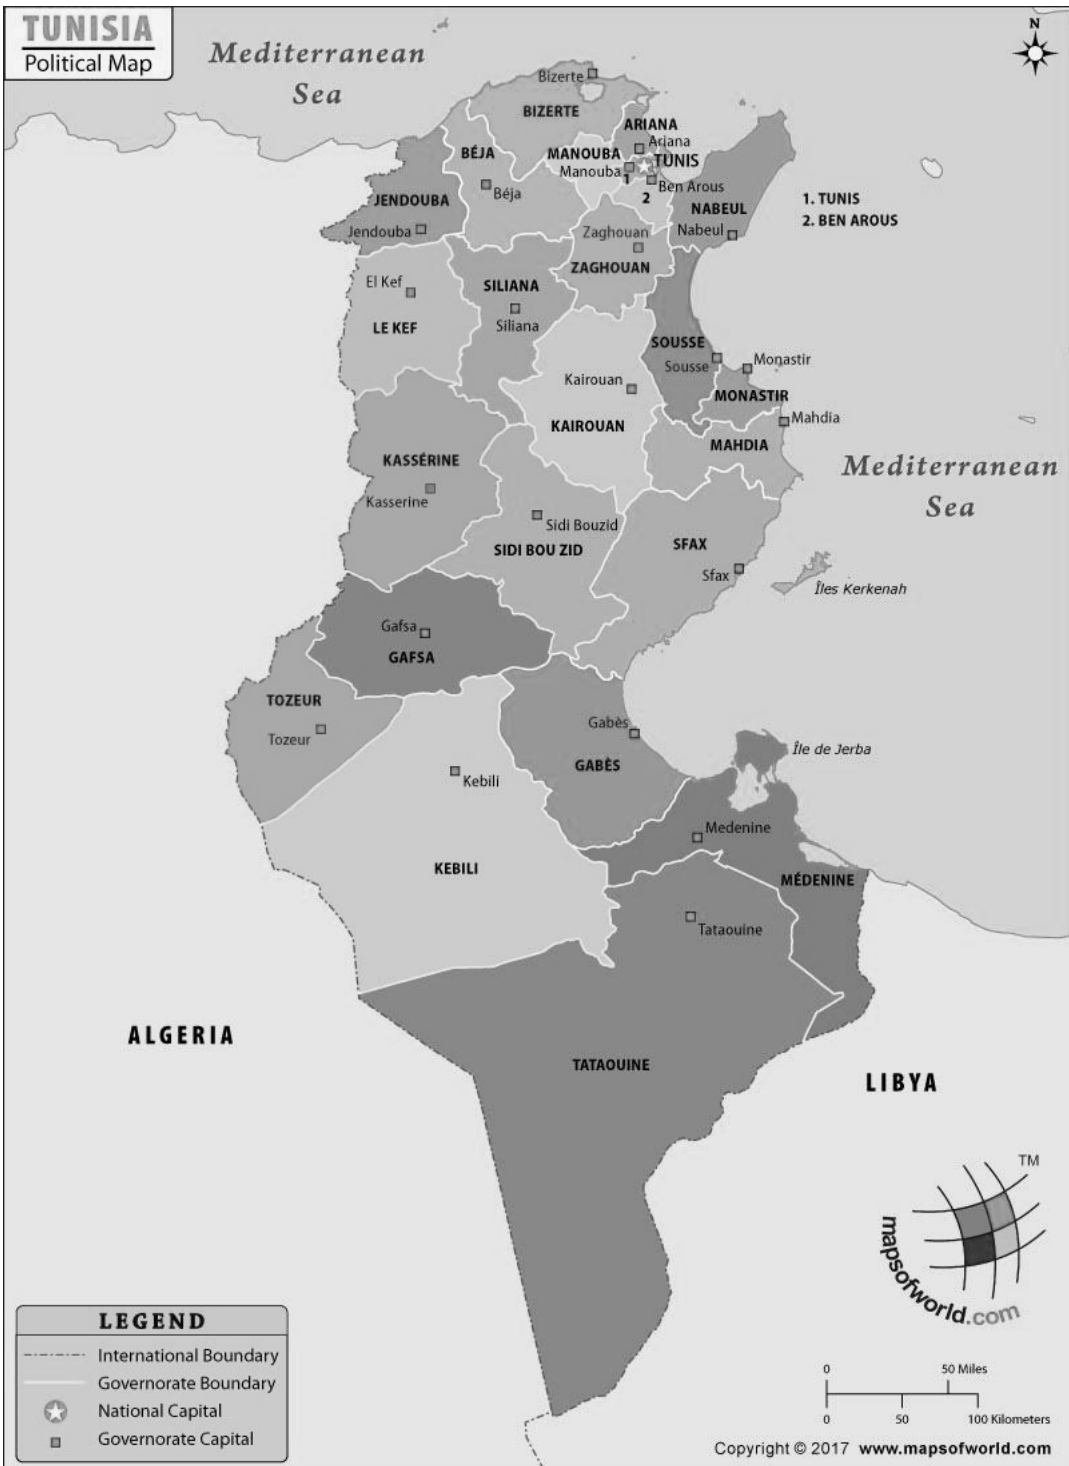 TUNISIA
Political Map
Mediterranean
Sea
N
Bizerte
BIZERTE
ARIANA
Ariana
BÉJA
MANOUBA
TUNIS
Manouba
1
Ben Arous
Béja
2
JENDOUBA
NABEUL
1. TUNIS
2. BEN AROUS
Jendouba
Zaghouan
Nabeul
ZAGHOUAN
El Kef
SILIANA
LE KEF
Siliana
SOUSSE
Sousse
Monastir
Kairouan
MONASTIR
Mahdia
KAIROUAN
MAHDIA
KASSÉRINE
Mediterranean
Sea
Kasserine
Sidi Bouzid
SIDI BOU ZID
SFAX
Sfax
Îles Kerkenah
Gafsa
GAFSA
TOZEUR
Tozeur
Gabès
Île de Jerba
GABÈS
Kebili
Medenine
KEBILI
MÉDENINE
Tataouine
ALGERIA
TATAOUINE
LIBYA
TM
mapsofworld.com
LEGEND
International Boundary
Governorate Boundary
National Capital
Governorate Capital
0 50 Miles
0 50 100 Kilometers
Copyright © 2017 www.mapsofworld.com